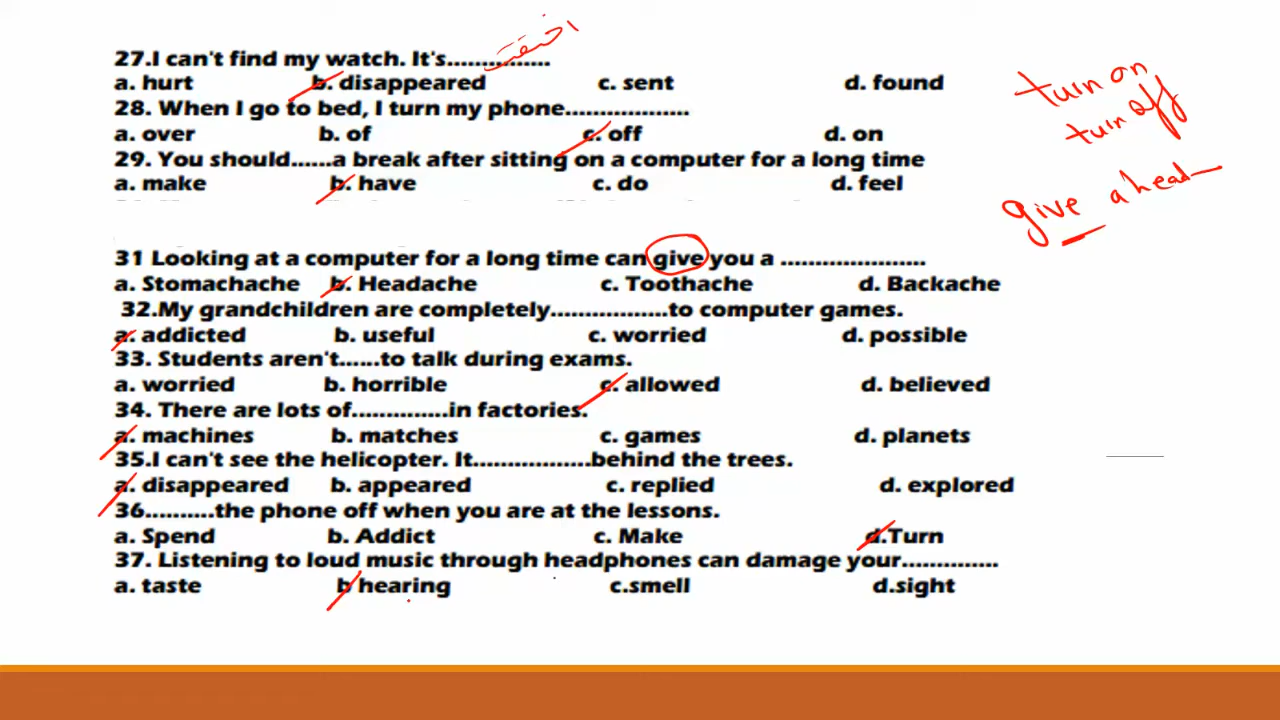 27.I can't find my watch. It's................
اختفت
a. hurt b. disappeared c. sent d. found
28. When I go to bed, I turn my phone...................
a. over b. of c. off d. on
29. You should......a break after sitting on a computer for a long time
a. make b. have c. do d. feel
turn on
turn off
give a head
31 Looking at a computer for a long time can give you a ......................
a. Stomachache b. Headache c. Toothache d. Backache
32.My grandchildren are completely..................to computer games.
a. addicted b. useful c. worried d. possible
33. Students aren't......to talk during exams.
a. worried b. horrible c. allowed d. believed
34. There are lots of..............in factories.
a. machines b. matches c. games d. planets
35.I can't see the helicopter. It..................behind the trees.
a. disappeared b. appeared c. replied d. explored
36..........the phone off when you are at the lessons.
a. Spend b. Addict c. Make d.Turn
37. Listening to loud music through headphones can damage your...............
a. taste b hearing c.smell d.sight